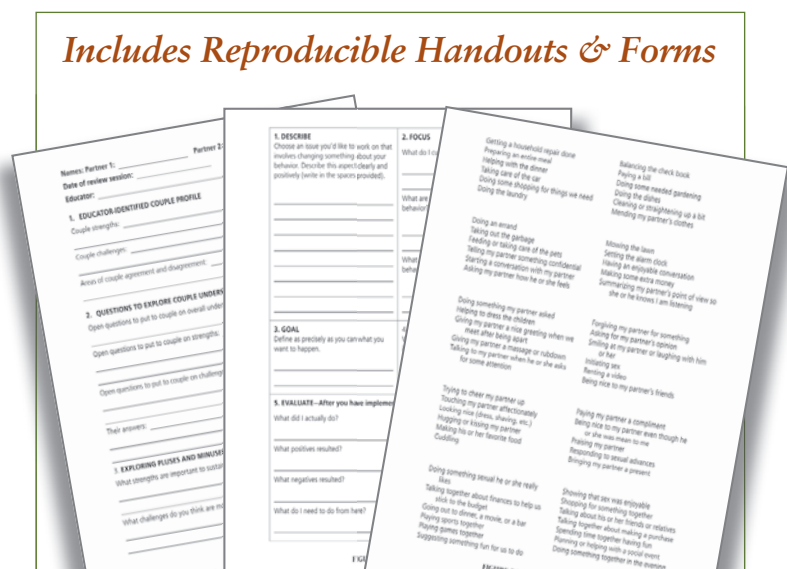 Includes Reproducible Handouts & Forms
Names: Partner 1:
Partner 2:
Date of review session:
Educator:
1. EDUCATOR-IDENTIFIED COUPLE PROFILE
Couple strengths:
Couple challenges:
Areas of couple agreement and disagreement:
2. QUESTIONS TO EXPLORE COUPLE
Open questions to put to couple on overall
Open questions to put to couple on strengths:
Open questions to put to couple on
Their answers:
3. EXPLORING PLUSES AND
What strengths are important to
What challenges do you think are
1. DESCRIBE
Choose an issue you'd like to work on that
involves changing something about your
behavior. Describe this aspect clearly and
positively (write in the spaces provided).
2. FOCUS
What do I
What are
What
3. GOAL
Define as precisely as you can what you
want to happen.
5. EVALUATE—After you have
What did I actually do?
What positives resulted?
What negatives resulted?
What do I need to do from here?
Getting a household repair done
Preparing an entire meal
Helping with the dinner
Taking care of the car
Doing some shopping for things we need
Doing the laundry
Balancing the check book
Paying a bill
Doing some needed gardening
Doing the dishes
Cleaning or straightening up a bit
Mending my partner's clothes
Doing an errand
Taking out the garbage
Feeding or taking care of the pets
Telling my partner something confidential
Starting a conversation with my partner
Asking my partner how he or she feels
Mowing the lawn
Setting the alarm clock
Having an enjoyable conversation
Making some extra money
Summarizing my partner's point of view so
she or he knows I am listening
Doing something my partner asked
Helping to dress the children
Giving my partner a nice greeting when we
meet after being apart
Giving my partner a massage or rubdown
Talking to my partner when he or she asks
for some attention
Forgiving my partner for something
Asking for my partner's opinion
Smiling at my partner or laughing with him
or her
Initiating sex
Renting a video
Being nice to my partner's friends
Trying to cheer my partner up
Touching my partner affectionately
Looking nice (dress, shaving, etc.)
Hugging or kissing my partner
Making his or her favorite food
Cuddling
Paying my partner a compliment
Being nice to my partner even though he
or she was mean to me
Praising my partner
Responding to sexual advances
Bringing my partner a present
Doing something sexual he or she really
likes
Talking together about finances to help us
stick to the budget
Going out to dinner, a movie, or a bar
Playing sports together
Playing games together
Suggesting something fun for us to do
Showing that sex was enjoyable
Shopping for something together
Talking about his or her friends or relatives
Talking together about making a purchase
Spending time together having fun
Planning or helping with a social event
Doing something together in the evening